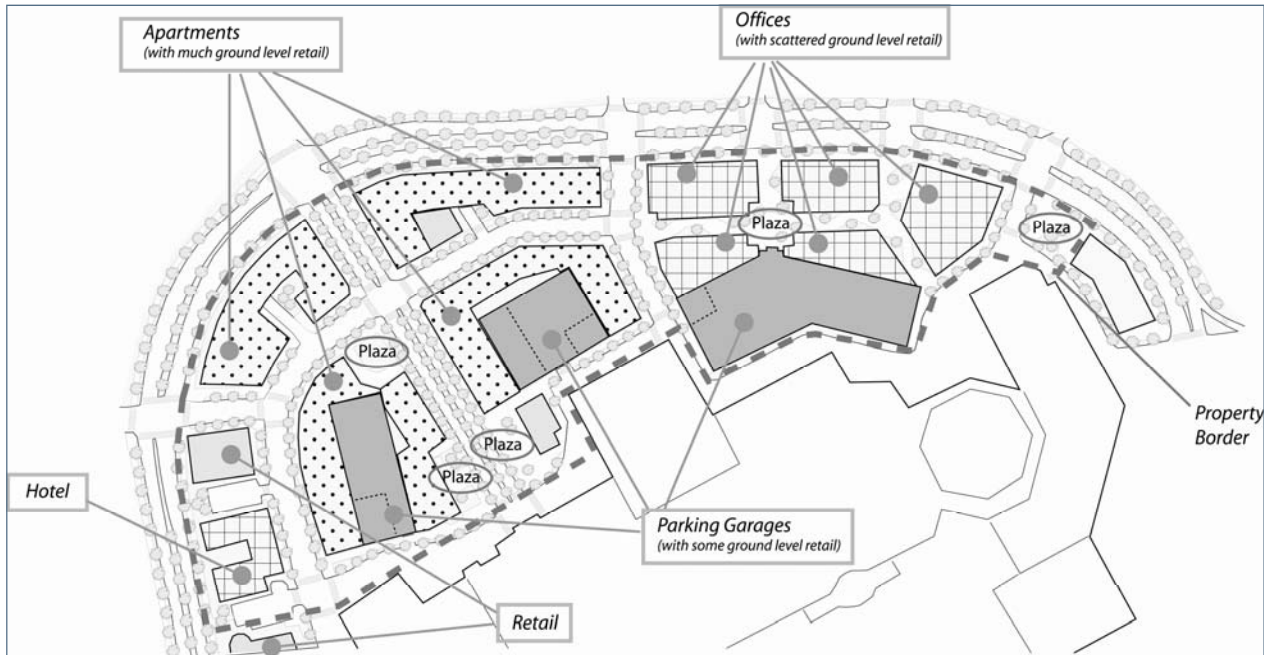 Apartments
(with much ground level retail)
Offices
(with scattered ground level retail)
Plaza
Plaza
Plaza
Plaza
Plaza
Property
Border
Hotel
Parking Garages
(with some ground level retail)
Retail